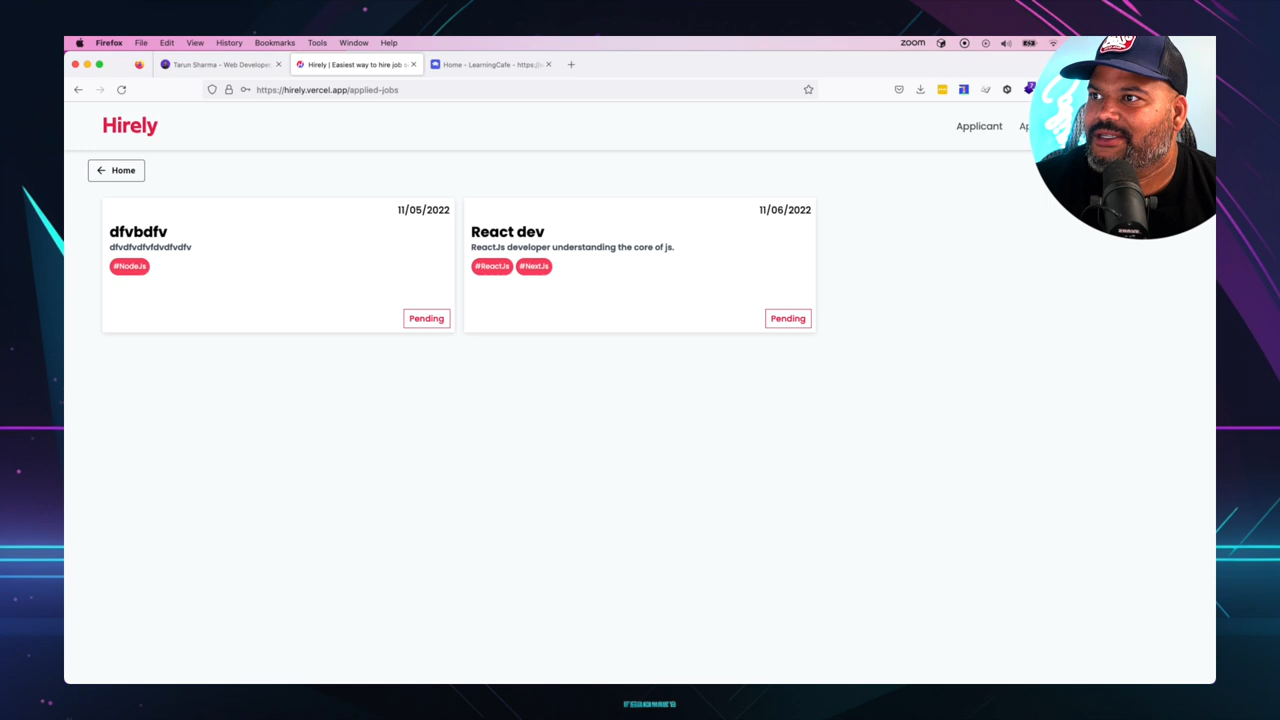 Firefox File Edit View History Bookmarks Tools Window Help zoom
Tarun Sharma - Web Developer Hirely | Easiest way to hire job s Home - LearningCafe - https://
https://hirely.vercel.app/applied-jobs
Hirely
Applicant
Home
11/05/2022
dfvbdfv
dfvdfvdfvfdvdfvdfv
#NodeJs
Pending
11/06/2022
React dev
ReactJs developer understanding the core of js.
#ReactJs #NextJs
Pending